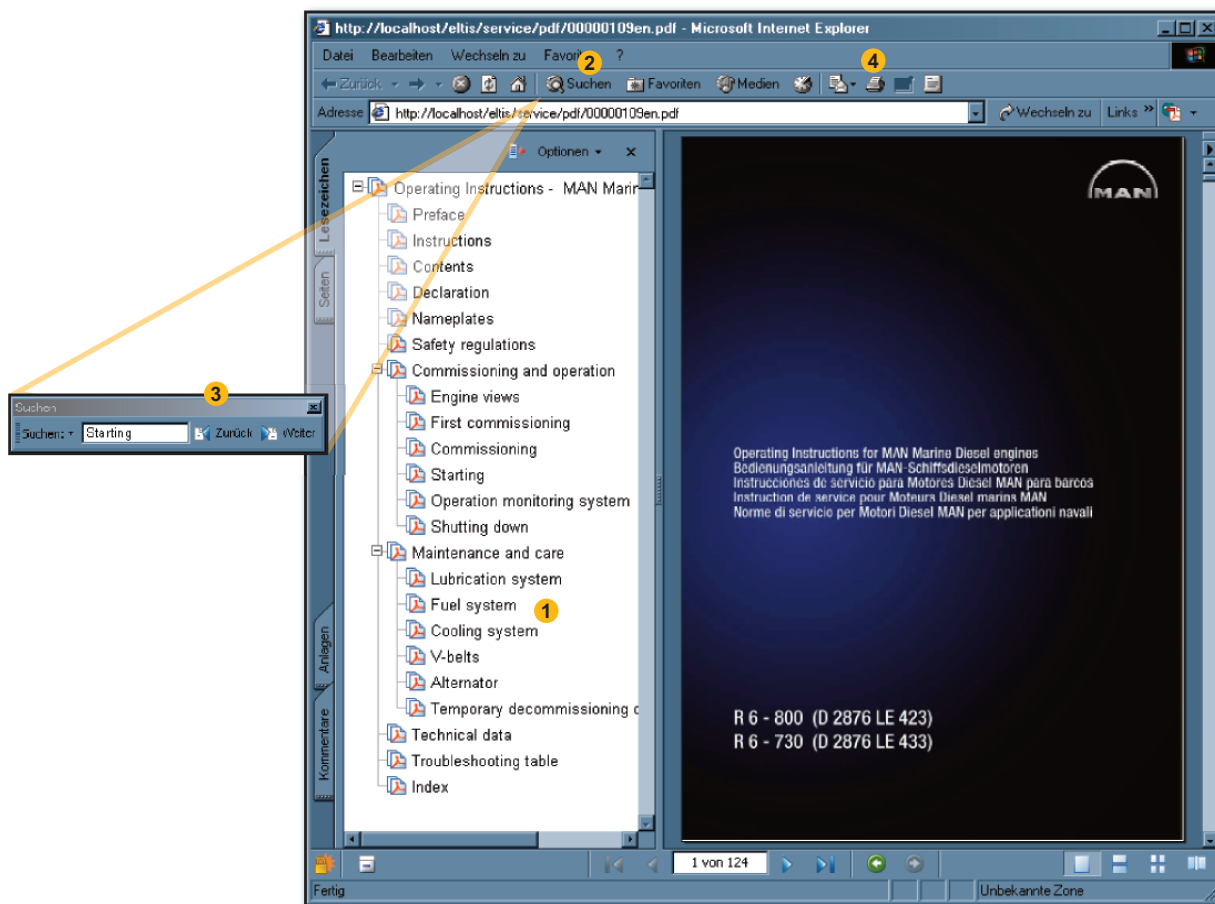 http://localhost/eltis/service/pdf/00000109en.pdf - Microsoft Internet Explorer
Datei Bearbeiten Wechseln zu Favoriten ?
2
4
Zurück Suchen Favoriten Medien
Adresse http://localhost/eltis/service/pdf/00000109en.pdf Wechseln zu Links »
Optionen x
Lesezeichen
Seiten
Anlagen
Kommentare
Operating Instructions - MAN Marin
Preface
Instructions
Contents
Declaration
Nameplates
Safety regulations
Commissioning and operation
Engine views
First commissioning
Commissioning
Starting
Operation monitoring system
Shutting down
Maintenance and care
Lubrication system
Fuel system
1
Cooling system
V-belts
Alternator
Temporary decommissioning o
Technical data
Troubleshooting table
Index
3
Suchen
Suchen: Starting Zurück Weiter
MAN
Operating Instructions for MAN Marine Diesel engines
Bedienungsanleitung für MAN-Schiffsdieselmotoren
Instrucciones de servicio para Motores Diesel MAN para barcos
Instruction de service pour Moteurs Diesel marins MAN
Norme di servicio per Motori Diesel MAN per applicationi navali
R 6 - 800 (D 2876 LE 423)
R 6 - 730 (D 2876 LE 433)
1 von 124
Fertig
Unbekannte Zone